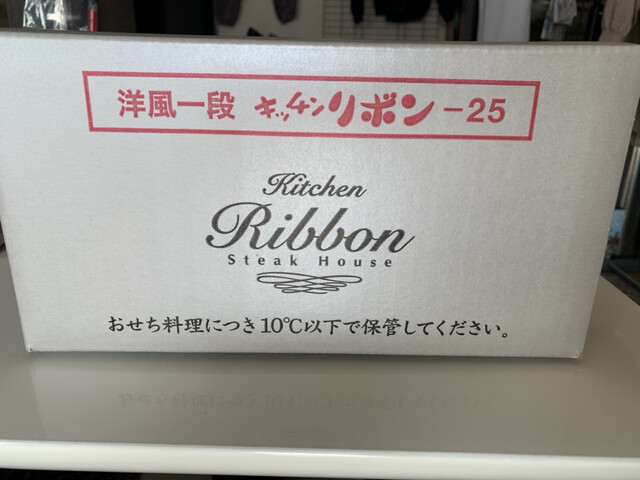 洋風一段 キッチンリボン-25
Kitchen
Ribbon
Steak House
おせち料理につき10℃以下で保管してください。